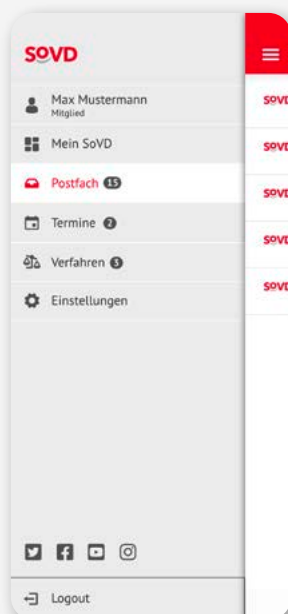 SoVD
Max Mustermann
Mitglied
Mein SoVD
Postfach 15
Termine 2
Verfahren 3
Einstellungen
Logout
SoVD
SoVD
SoVD
SoVD
SoVD